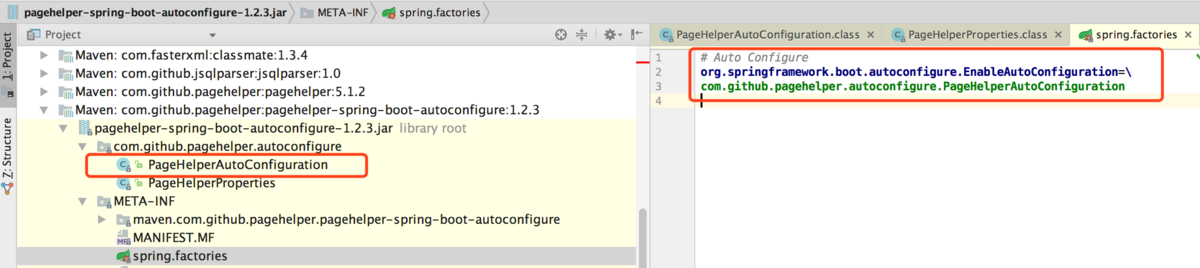 pagehelper-spring-boot-autoconfigure-1.2.3.jar META-INF spring.factories
1: Project
Z: Structure
Project
Maven: com.fasterxml:classmate:1.3.4
Maven: com.github.jsqlparser:jsqlparser:1.0
Maven: com.github.pagehelper:pagehelper:5.1.2
Maven: com.github.pagehelper:pagehelper-spring-boot-autoconfigure:1.2.3
pagehelper-spring-boot-autoconfigure-1.2.3.jar library root
com.github.pagehelper.autoconfigure
PageHelperAutoConfiguration
PageHelperProperties
META-INF
maven.com.github.pagehelper.pagehelper-spring-boot-autoconfigure
MANIFEST.MF
spring.factories
PageHelperAutoConfiguration.class PageHelperProperties.class spring.factories
1 # Auto Configure
2 org.springframework.boot.autoconfigure.EnableAutoConfiguration=\
3 com.github.pagehelper.autoconfigure.PageHelperAutoConfiguration
4